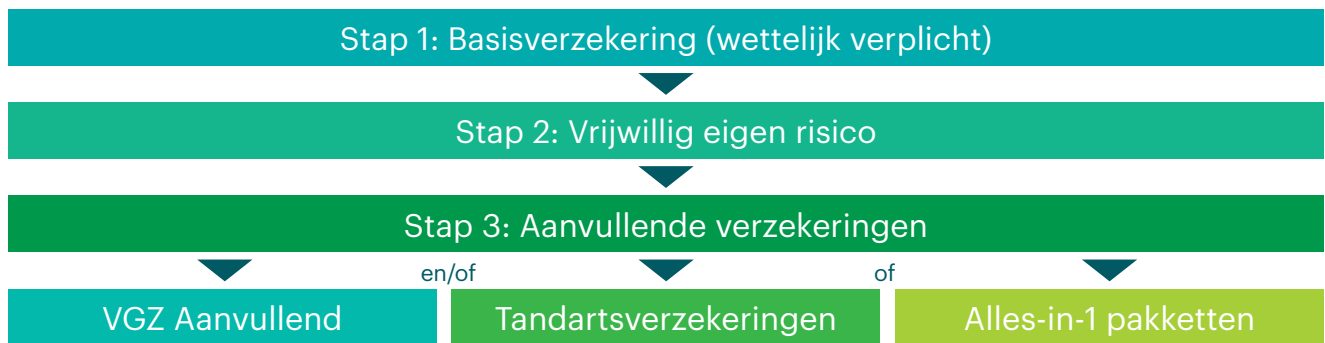 Stap 1: Basisverzekering (wettelijk verplicht)
Stap 2: Vrijwillig eigen risico
Stap 3: Aanvullende verzekeringen
en/of
of
VGZ Aanvullend
Tandartsverzekeringen
Alles-in-1 pakketten